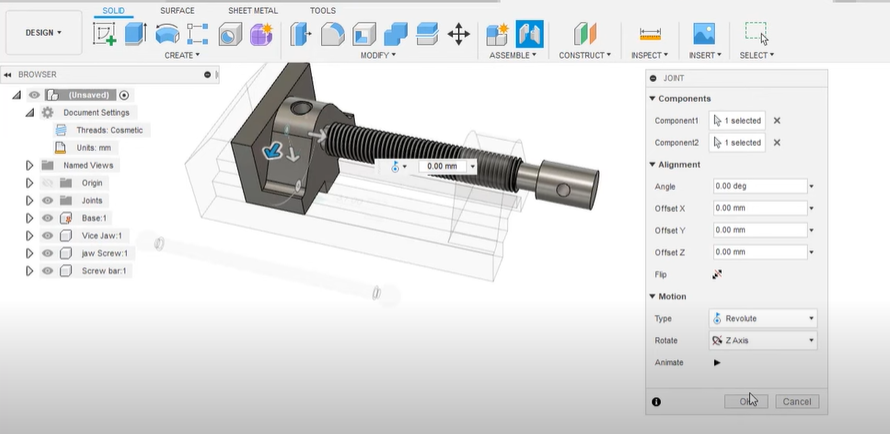 SOLID SURFACE SHEET METAL TOOLS
DESIGN
CREATE MODIFY ASSEMBLE CONSTRUCT INSPECT INSERT SELECT
BROWSER
(Unsaved)
Document Settings
Threads: Cosmetic
Units: mm
Named Views
Origin
Joints
Base:1
Vice Jaw:1
jaw Screw:1
Screw bar:1
0.00 mm
JOINT
Components
Component1 1 selected
Component2 1 selected
Alignment
Angle 0.00 deg
Offset X 0.00 mm
Offset Y 0.00 mm
Offset Z 0.00 mm
Flip
Motion
Type Revolute
Rotate Z Axis
Animate
Cancel